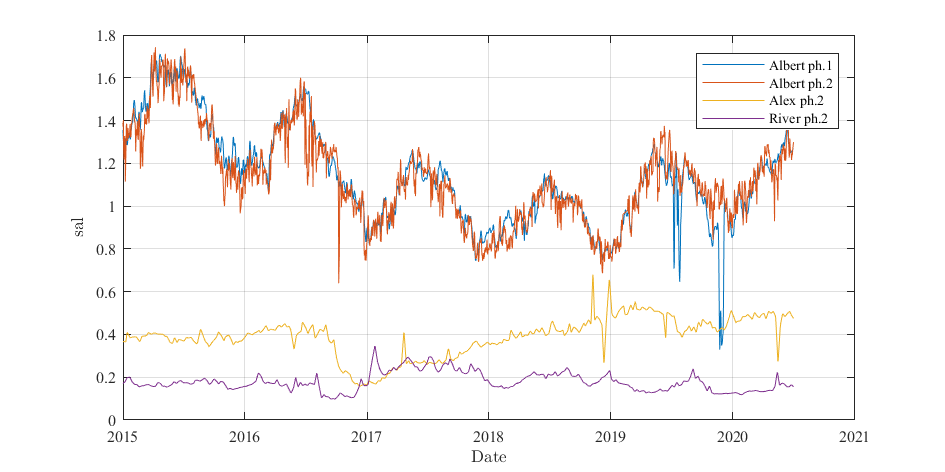 1.8
1.6
1.4
1.2
1
0.8
0.6
0.4
0.2
0
sal
2015 2016 2017 2018 2019 2020 2021
Date
Albert ph.1
Albert ph.2
Alex ph.2
River ph.2